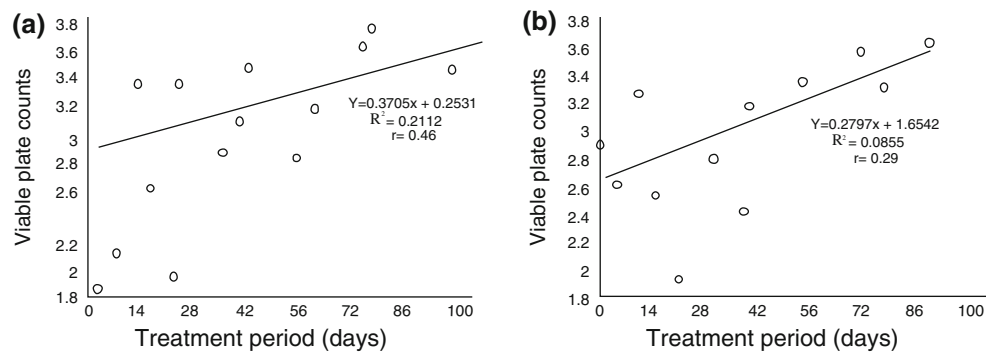 (a)
Viable plate counts
3.8
3.6
3.4
3.2
3
2.8
2.6
2.2
2
1.8
Y=0.3705x + 0.2531
R² = 0.2112
r= 0.46
0 14 28 42 56 72 86 100
Treatment period (days)
(b)
Viable plate counts
3.8
3.6
3.4
3.2
3
2.8
2.6
2.4
2.2
2
1.8
Y=0.2797x + 1.6542
R² = 0.0855
r= 0.29
0 14 28 42 56 72 86 100
Treatment period (days)